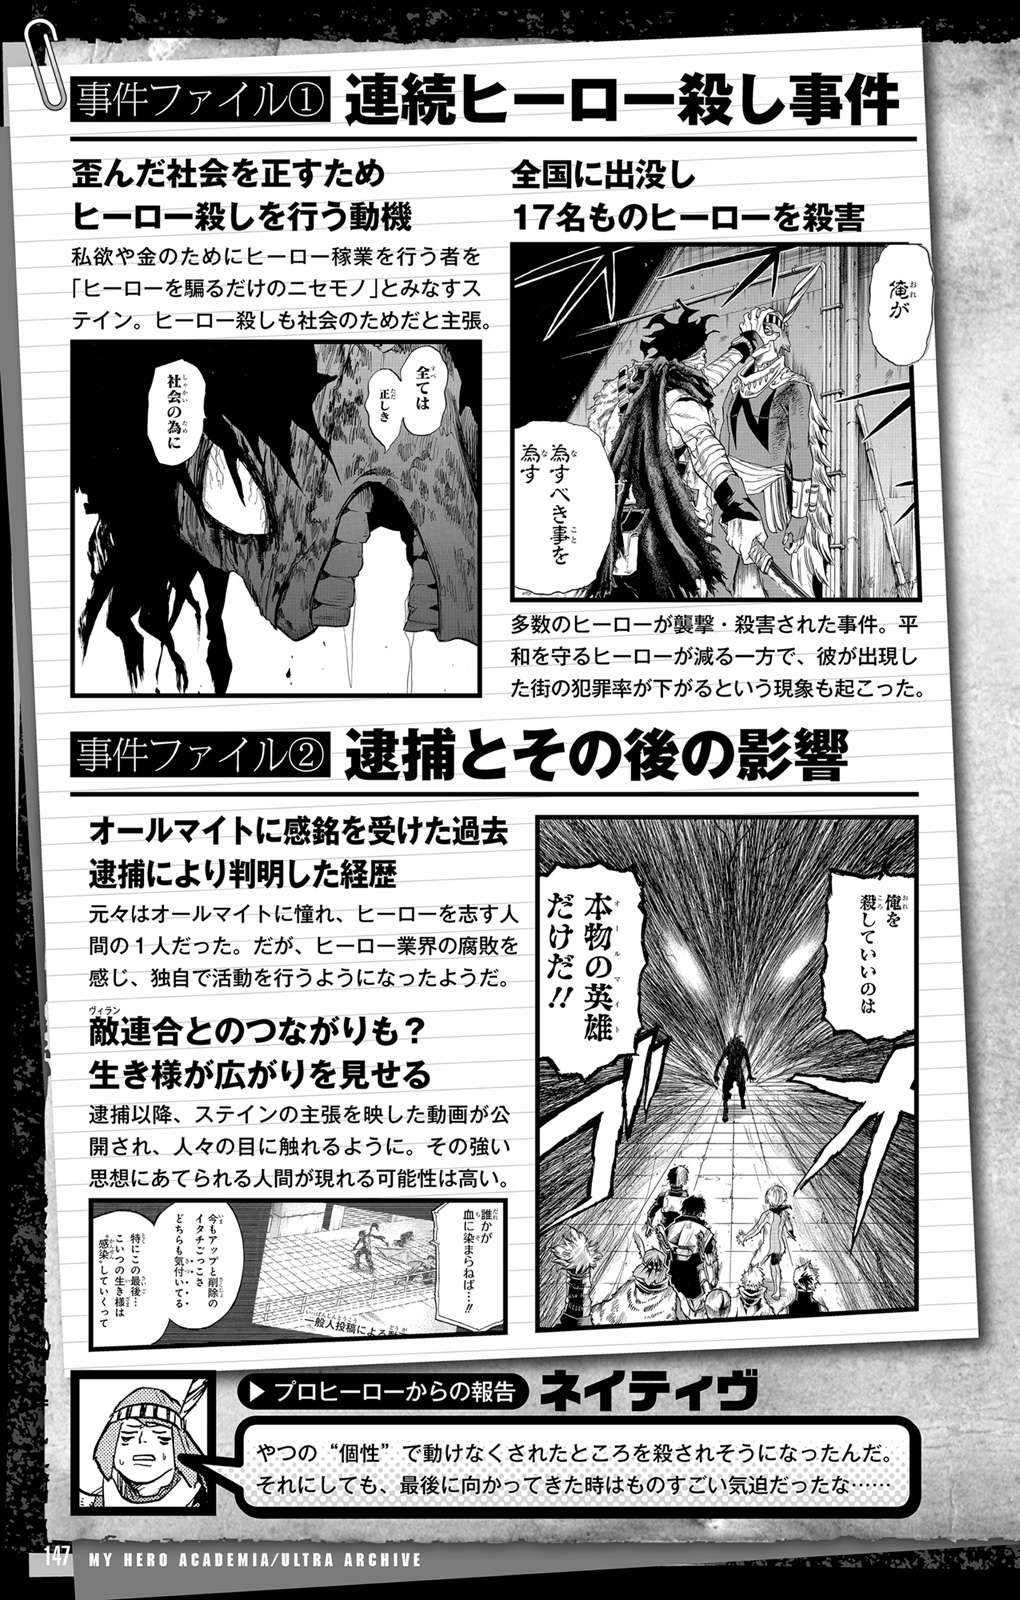 事件ファイル① 連続ヒーロー殺し事件
歪んだ社会を正すため
ヒーロー殺しを行う動機
私欲や金のためにヒーロー稼業を行う者を
「ヒーローを騙るだけのニセモノ」とみなすス
テイン。ヒーロー殺しも社会のためだと主張。
全ては
正しき
社会の為に
全国に出没し
17名ものヒーローを殺害
俺が
為すべき事を
為す
多数のヒーローが襲撃・殺害された事件。平
和を守るヒーローが減る一方で、彼が出現し
た街の犯罪率が下がるという現象も起こった。
事件ファイル② 逮捕とその後の影響
オールマイトに感銘を受けた過去
逮捕により判明した経歴
元々はオールマイトに憧れ、ヒーローを志す人
間の1人だった。だが、ヒーロー業界の腐敗を
感じ、独自で活動を行うようになったようだ。
敵連合とのつながりも？
生き様が広がりを見せる
逮捕以降、ステインの主張を映した動画が公
開され、人々の目に触れるように。その強い
思想にあてられる人間が現れる可能性は高い。
誰かが
血に染まらねば…!!
一般人投稿による動
今もアップと削除の
イタチごっこさ
どちらも気付いてる
特にこの最後…
こいつの生き様は
“感染”していくって
俺を
殺していいのは
本物の英雄
だけだ!!
▶プロヒーローからの報告 ネイティヴ
やつの“個性”で動けなくされたところを殺されそうになったんだ。
それにしても、最後に向かってきた時はものすごい気迫だったな……
147 MY HERO ACADEMIA/ULTRA ARCHIVE